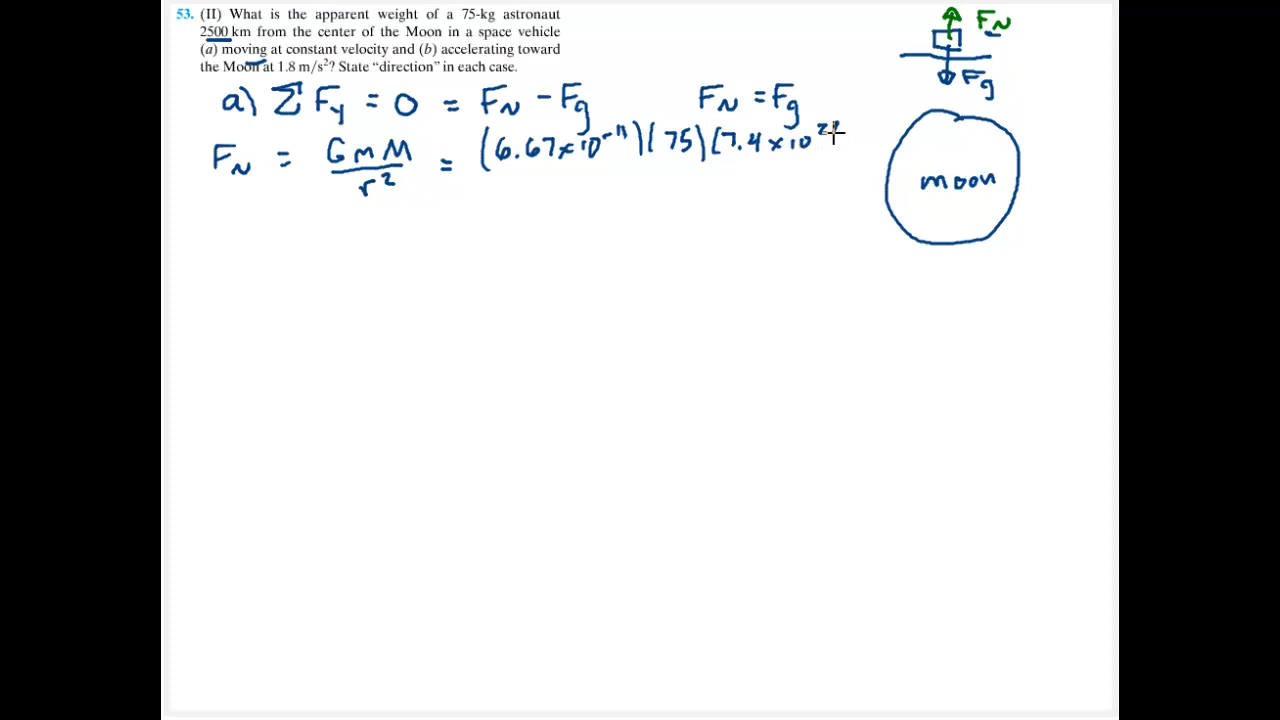 53. (II) What is the apparent weight of a 75-kg astronaut
2500 km from the center of the Moon in a space vehicle
(a) moving at constant velocity and (b) accelerating toward
the Moon at 1.8 m/s²? State “direction” in each case.
FN
Fg
a) Σ Fy = 0 = FN - Fg    FN = Fg
FN = GmM/r² = (6.67×10⁻¹¹)(75)(7.4×10²
moon